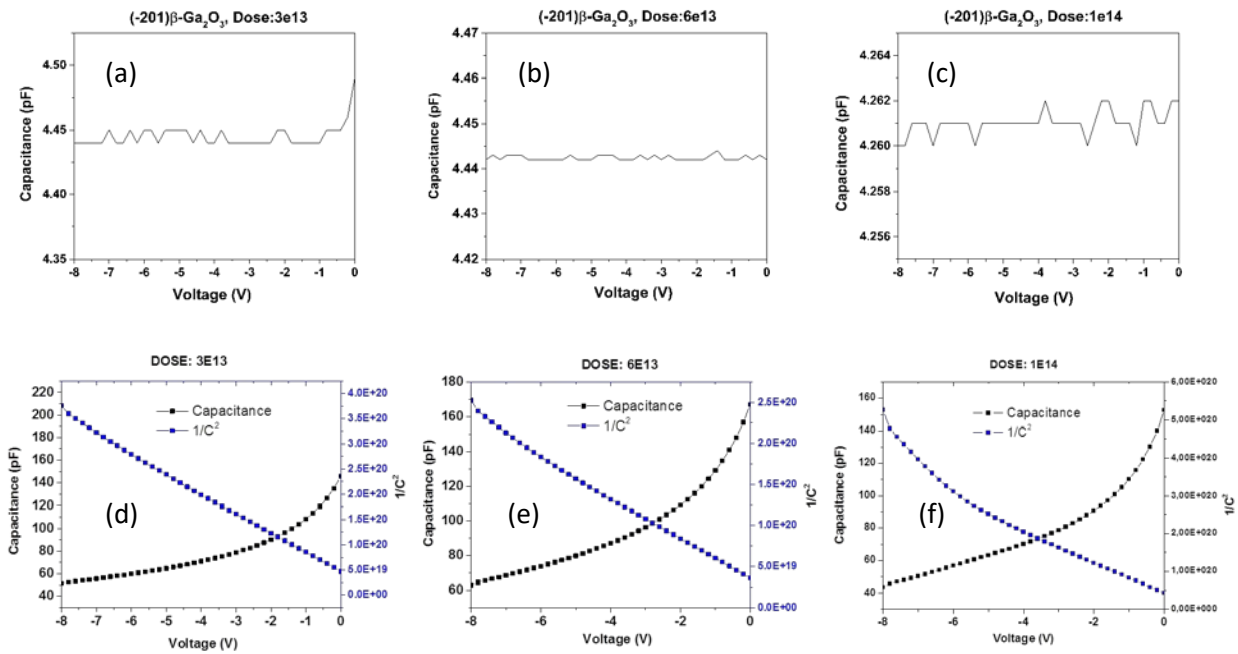 (-201)β-Ga₂O₃, Dose:3e13
4.50
4.45
4.40
4.35
Capacitance (pF)
(a)
-8 -7 -6 -5 -4 -3 -2 -1 0
Voltage (V)
(-201)β-Ga₂O₃, Dose:6e13
4.47
4.46
4.45
4.44
4.43
4.42
Capacitance (pF)
(b)
-8 -7 -6 -5 -4 -3 -2 -1 0
Voltage (V)
(-201)β-Ga₂O₃, Dose:1e14
4.264
4.262
4.260
4.258
4.256
Capacitance (pF)
(c)
-8 -7 -6 -5 -4 -3 -2 -1 0
Voltage (V)
DOSE: 3E13
220
200
180
160
140
120
100
80
60
40
Capacitance (pF)
Capacitance
1/C²
(d)
4.0E+20
3.5E+20
3.0E+20
2.5E+20
2.0E+20
1.5E+20
1.0E+20
5.0E+19
0.0E+00
1/C²
-8 -7 -6 -5 -4 -3 -2 -1 0
Voltage (V)
DOSE: 6E13
180
160
140
120
100
80
60
Capacitance (pF)
Capacitance
1/C²
(e)
2.5E+20
2.0E+20
1.5E+20
1.0E+20
5.0E+19
0.0E+00
1/C²
-8 -6 -4 -2 0
Voltage (V)
DOSE: 1E14
160
140
120
100
80
60
40
Capacitance (pF)
Capacitance
1/C²
(f)
6,00E+020
5,00E+020
4,00E+020
3,00E+020
2,00E+020
1,00E+020
0,00E+000
1/C²
-8 -6 -4 -2 0
Voltage (V)